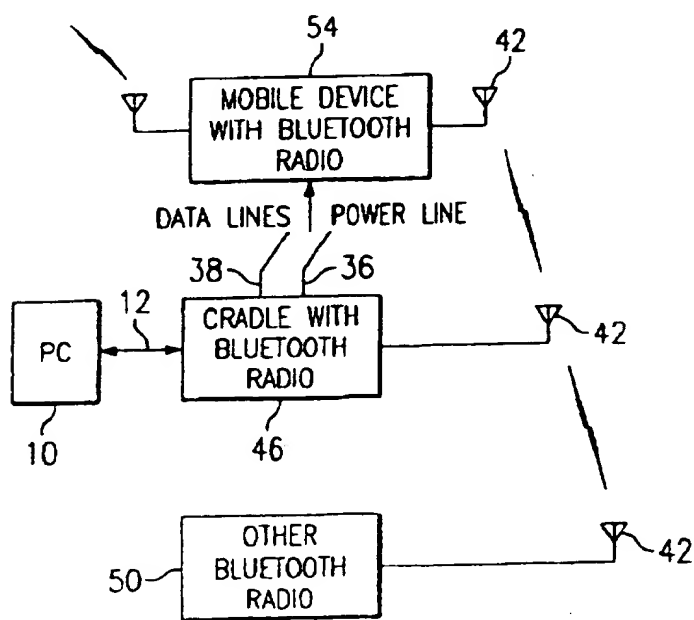 54
42
MOBILE DEVICE
WITH BLUETOOTH
RADIO
DATA LINES
POWER LINE
38
36
12
PC
CRADLE WITH
BLUETOOTH
RADIO
42
10
46
OTHER
BLUETOOTH
RADIO
50
42